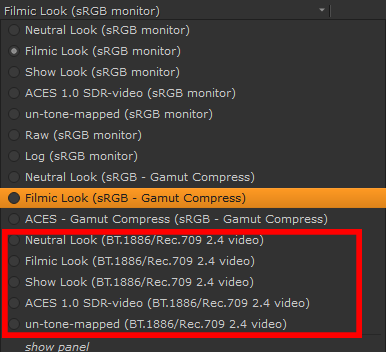 Filmic Look (sRGB monitor)
Neutral Look (sRGB monitor)
Filmic Look (sRGB monitor)
Show Look (sRGB monitor)
ACES 1.0 SDR-video (sRGB monitor)
un-tone-mapped (sRGB monitor)
Raw (sRGB monitor)
Log (sRGB monitor)
Neutral Look (sRGB - Gamut Compress)
Filmic Look (sRGB - Gamut Compress)
ACES - Gamut Compress (sRGB - Gamut Compress)
Neutral Look (BT.1886/Rec.709 2.4 video)
Filmic Look (BT.1886/Rec.709 2.4 video)
Show Look (BT.1886/Rec.709 2.4 video)
ACES 1.0 SDR-video (BT.1886/Rec.709 2.4 video)
un-tone-mapped (BT.1886/Rec.709 2.4 video)
show panel